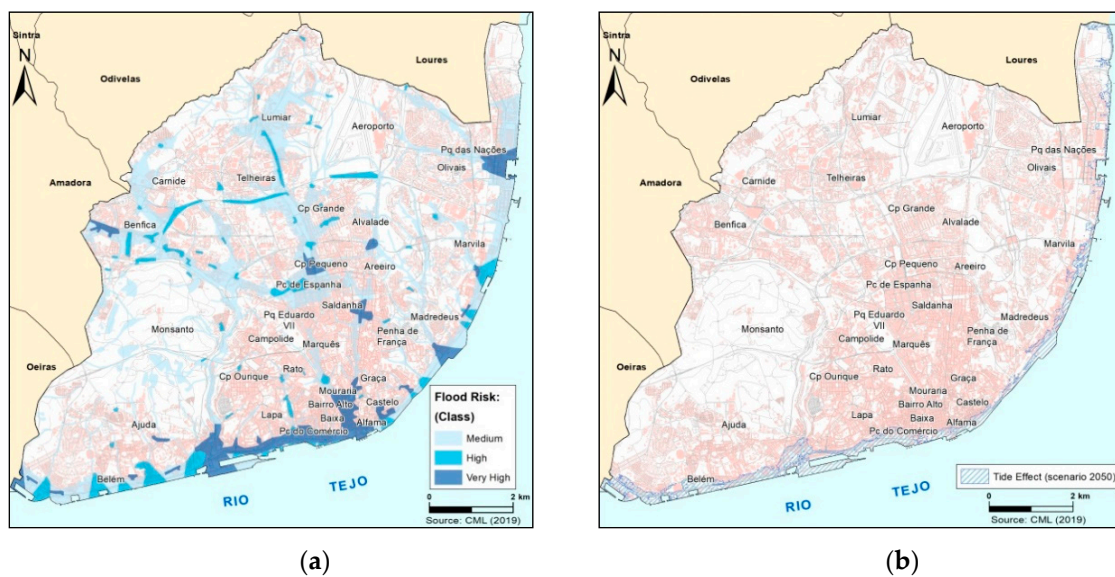 Sintra
N
Odivelas
Loures
Lumiar
Aeroporto
Pq das Nações
Olivais
Amadora
Carnide
Telheiras
Cp Grande
Benfica
Alvalade
Marvila
Cp Pequeno
Areeiro
Pc de Espanha
Saldanha
Madredeus
Pq Eduardo
VII
Monsanto
Penha de
França
Campolide
Marquês
Oeiras
Rato
Cp Ourique
Graça
Mouraria
Castelo
Bairro Alto
Lapa
Baixa
Ajuda
Alfama
Pc do Comércio
Belém
RIO
TEJO
Flood Risk:
(Class)
Medium
High
Very High
0
2 km
Source: CML (2019)
(a)
Sintra
N
Odivelas
Loures
Lumiar
Aeroporto
Pq das Nações
Olivais
Amadora
Carnide
Telheiras
Cp Grande
Benfica
Alvalade
Marvila
Cp Pequeno
Areeiro
Pc de Espanha
Saldanha
Madredeus
Pq Eduardo
VII
Monsanto
Penha de
França
Campolide
Marquês
Oeiras
Rato
Cp Ourique
Graça
Mouraria
Castelo
Bairro Alto
Lapa
Baixa
Ajuda
Alfama
Pc do Comércio
Belém
RIO
TEJO
Tide Effect (scenario 2050)
0
2 km
Source: CML (2019)
(b)